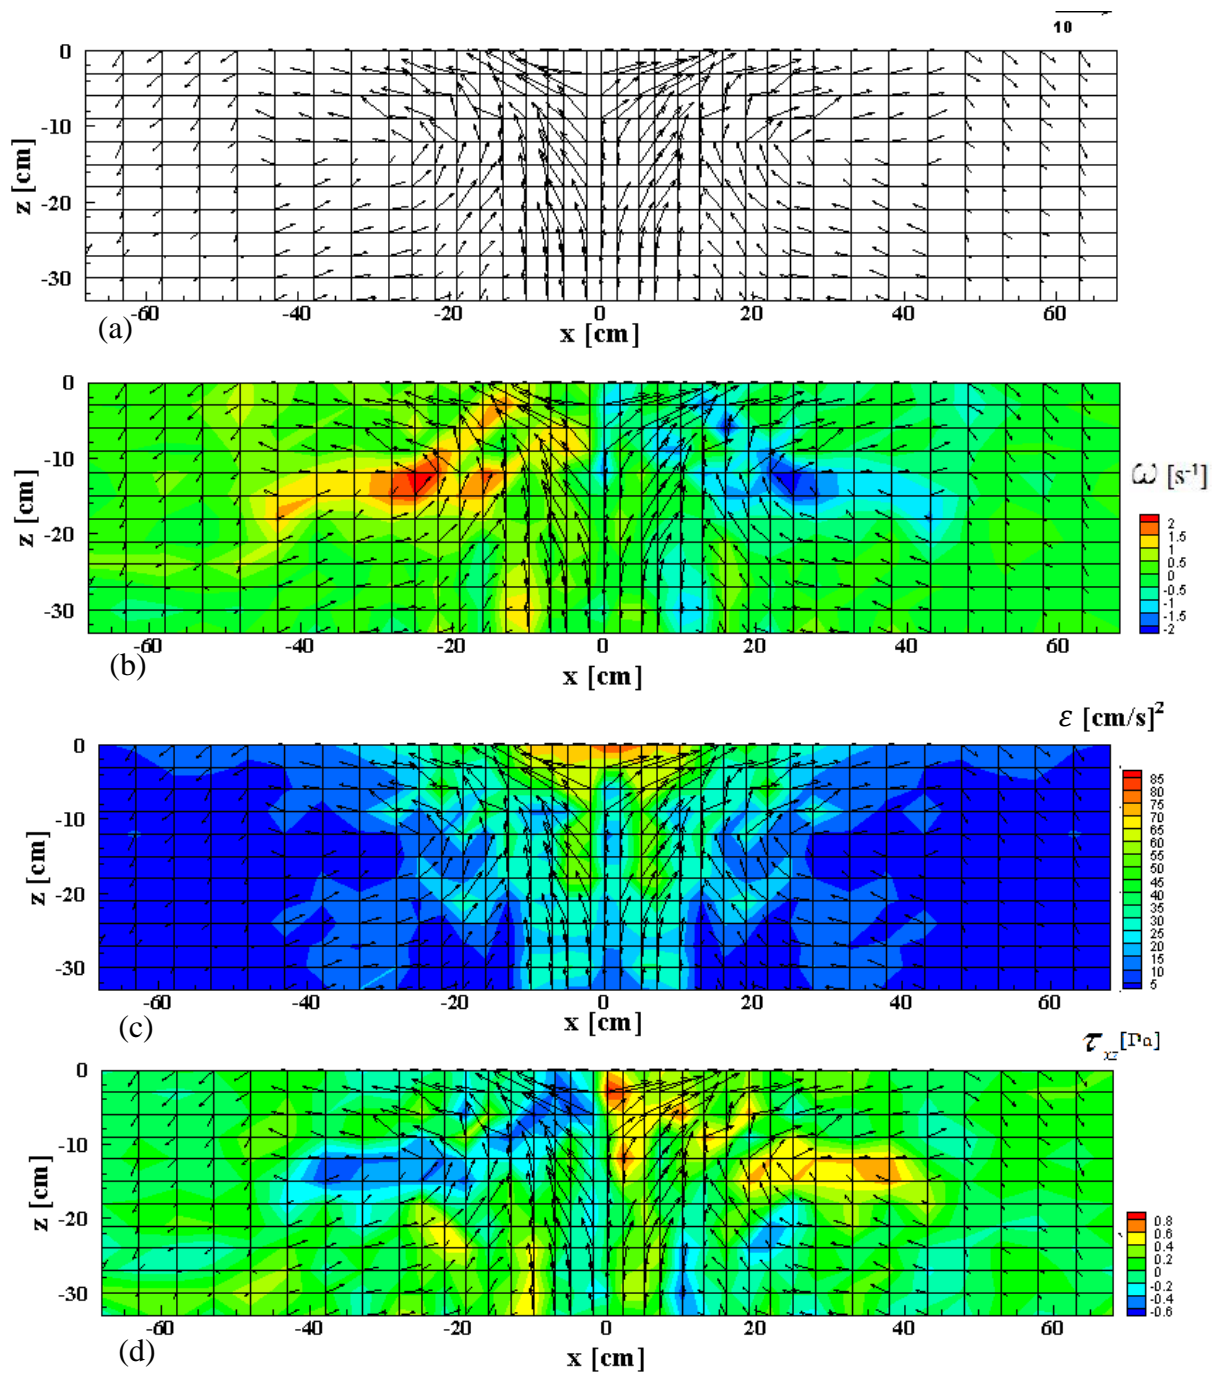 10
0
-10
-20
-30
z [cm]
-60 -40 -20 0 20 40 60
x [cm]
(a)
0
-10
-20
-30
z [cm]
-60 -40 -20 0 20 40 60
x [cm]
(b)
ω [s⁻¹]
2
1.5
1
0.5
0
-0.5
-1
-1.5
-2
ε [cm/s]²
0
-10
-20
-30
z [cm]
-60 -40 -20 0 20 40 60
x [cm]
(c)
85
80
75
70
65
60
55
50
45
40
35
30
25
20
15
10
5
τxz [Pa]
0
-10
-20
-30
z [cm]
-60 -40 -20 0 20 40 60
x [cm]
(d)
0.8
0.6
0.4
0.2
0
-0.2
-0.4
-0.6